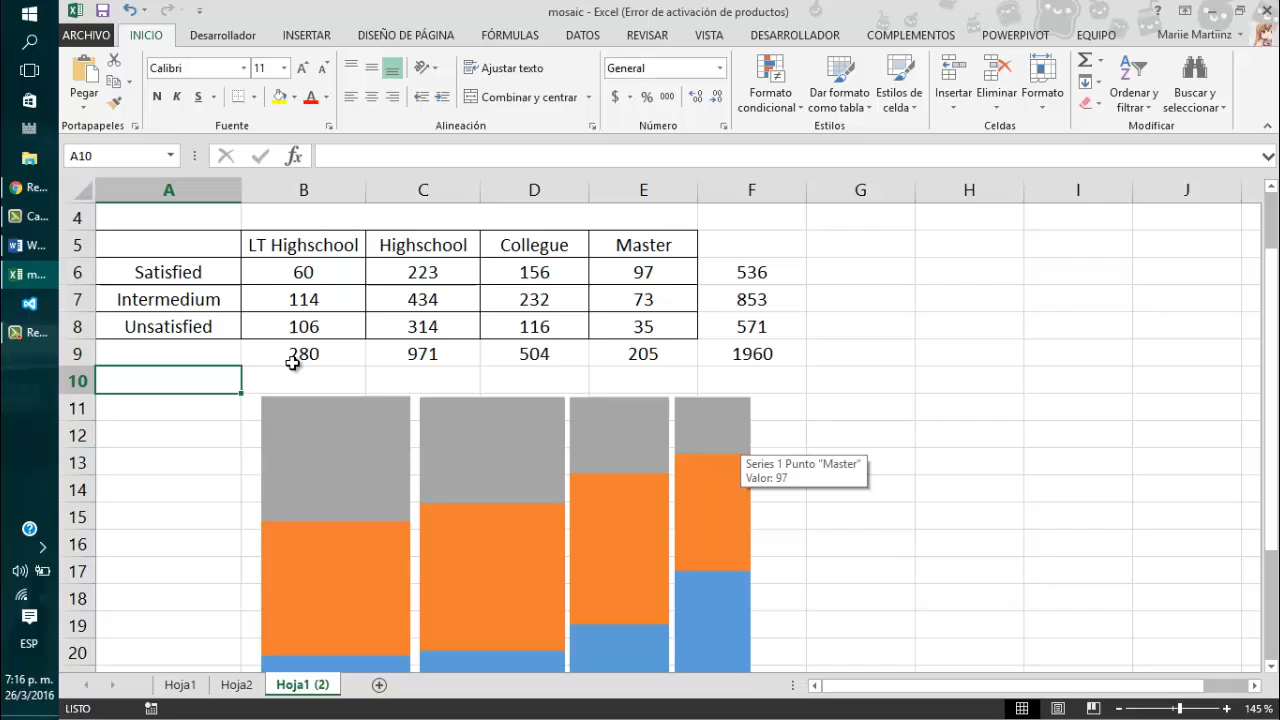 mosaic - Excel (Error de activación de productos)
ARCHIVO INICIO Desarrollador INSERTAR DISEÑO DE PÁGINA FÓRMULAS DATOS REVISAR VISTA DESARROLLADOR COMPLEMENTOS POWERPIVOT EQUIPO Mariie Martiinz
Calibri 11 Ajustar texto General
Pegar N K S Combinar y centrar $ % 000 Formato condicional Dar formato como tabla Estilos de celda Insertar Eliminar Formato Ordenar y filtrar Buscar y seleccionar
Portapapeles Fuente Alineación Número Estilos Celdas Modificar
A10 fx
A B C D E F G H I J
4
5 LT Highschool Highschool Collegue Master
6 Satisfied 60 223 156 97 536
7 Intermedium 114 434 232 73 853
8 Unsatisfied 106 314 116 35 571
9 280 971 504 205 1960
10
11
12
13
14
15
16
17
18
19
20
Series 1 Punto "Master"
Valor: 97
Re...
Ca...
W...
m...
Re...
ESP
7:16 p. m.
26/3/2016
Hoja1 Hoja2 Hoja1 (2)
LISTO 145 %